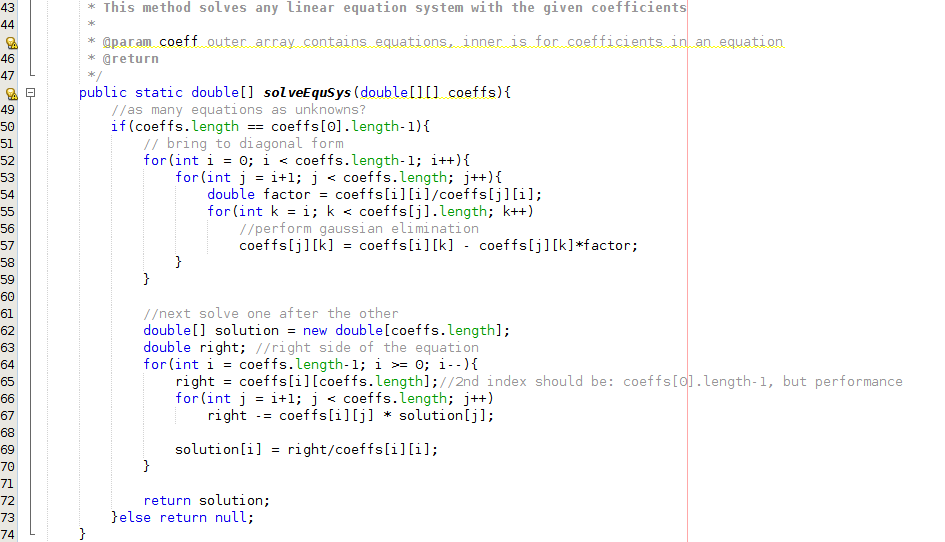 43 * This method solves any linear equation system with the given coefficients
44 *
* @param coeff outer array contains equations, inner is for coefficients in an equation
46 * @return
47 */
public static double[] solveEquSys(double[][] coeffs){
49 //as many equations as unknowns?
50 if(coeffs.length == coeffs[0].length-1){
51 // bring to diagonal form
52 for(int i = 0; i < coeffs.length-1; i++){
53 for(int j = i+1; j < coeffs.length; j++){
54 double factor = coeffs[i][i]/coeffs[j][i];
55 for(int k = i; k < coeffs[j].length; k++)
56 //perform gaussian elimination
57 coeffs[j][k] = coeffs[i][k] - coeffs[j][k]*factor;
58 }
59 }
60
61 //next solve one after the other
62 double[] solution = new double[coeffs.length];
63 double right; //right side of the equation
64 for(int i = coeffs.length-1; i >= 0; i--){
65 right = coeffs[i][coeffs.length];//2nd index should be: coeffs[0].length-1, but performance
66 for(int j = i+1; j < coeffs.length; j++)
67 right -= coeffs[i][j] * solution[j];
68
69 solution[i] = right/coeffs[i][i];
70 }
71
72 return solution;
73 }else return null;
74 }